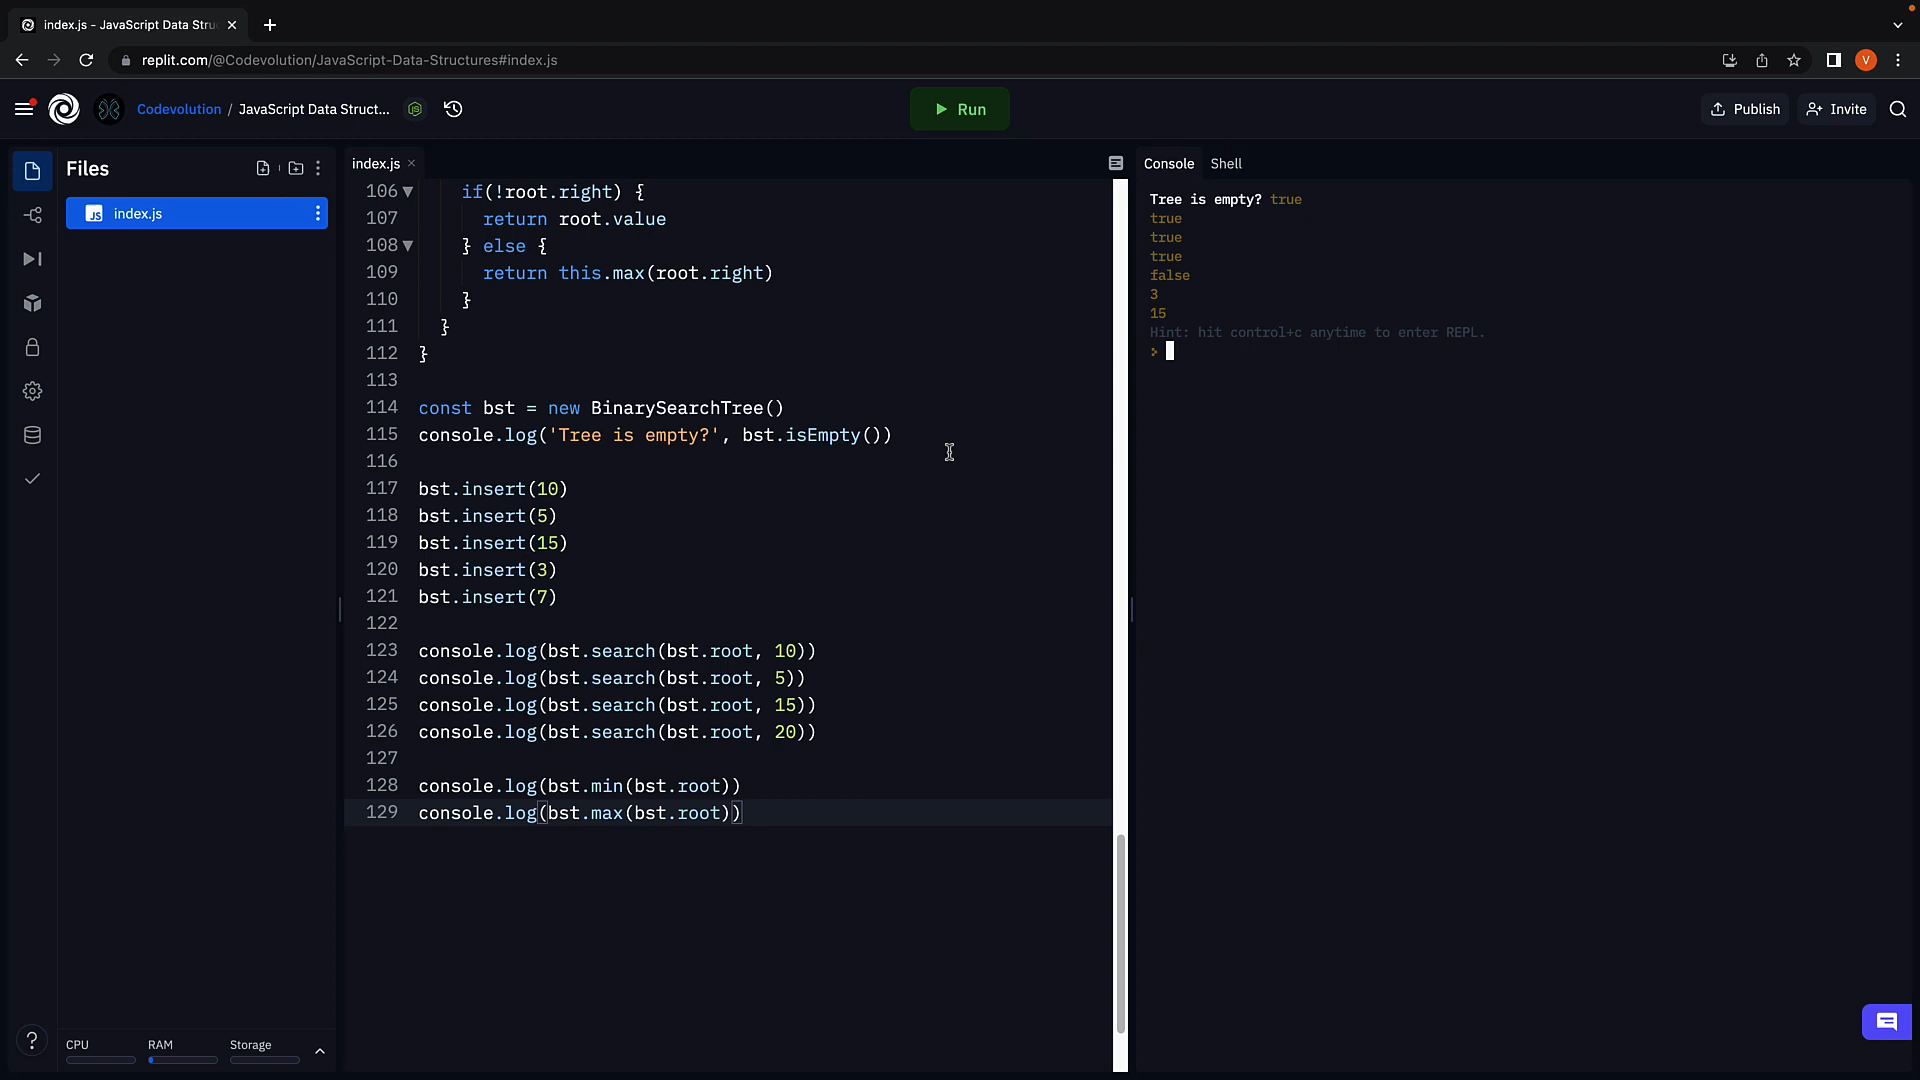 index.js - JavaScript Data Stru
replit.com/@Codevolution/JavaScript-Data-Structures#index.js
V
Codevolution / JavaScript Data Struct...
Run
Publish
Invite
Files
index.js
Console
Shell
JS index.js
106 if(!root.right) {
107 return root.value
108 } else {
109 return this.max(root.right)
110 }
111 }
112 }
113
114 const bst = new BinarySearchTree()
115 console.log('Tree is empty?', bst.isEmpty())
116
117 bst.insert(10)
118 bst.insert(5)
119 bst.insert(15)
120 bst.insert(3)
121 bst.insert(7)
122
123 console.log(bst.search(bst.root, 10))
124 console.log(bst.search(bst.root, 5))
125 console.log(bst.search(bst.root, 15))
126 console.log(bst.search(bst.root, 20))
127
128 console.log(bst.min(bst.root))
129 console.log(bst.max(bst.root))
Tree is empty? true
true
true
true
false
3
15
Hint: hit control+c anytime to enter REPL.
>
?
CPU
RAM
Storage